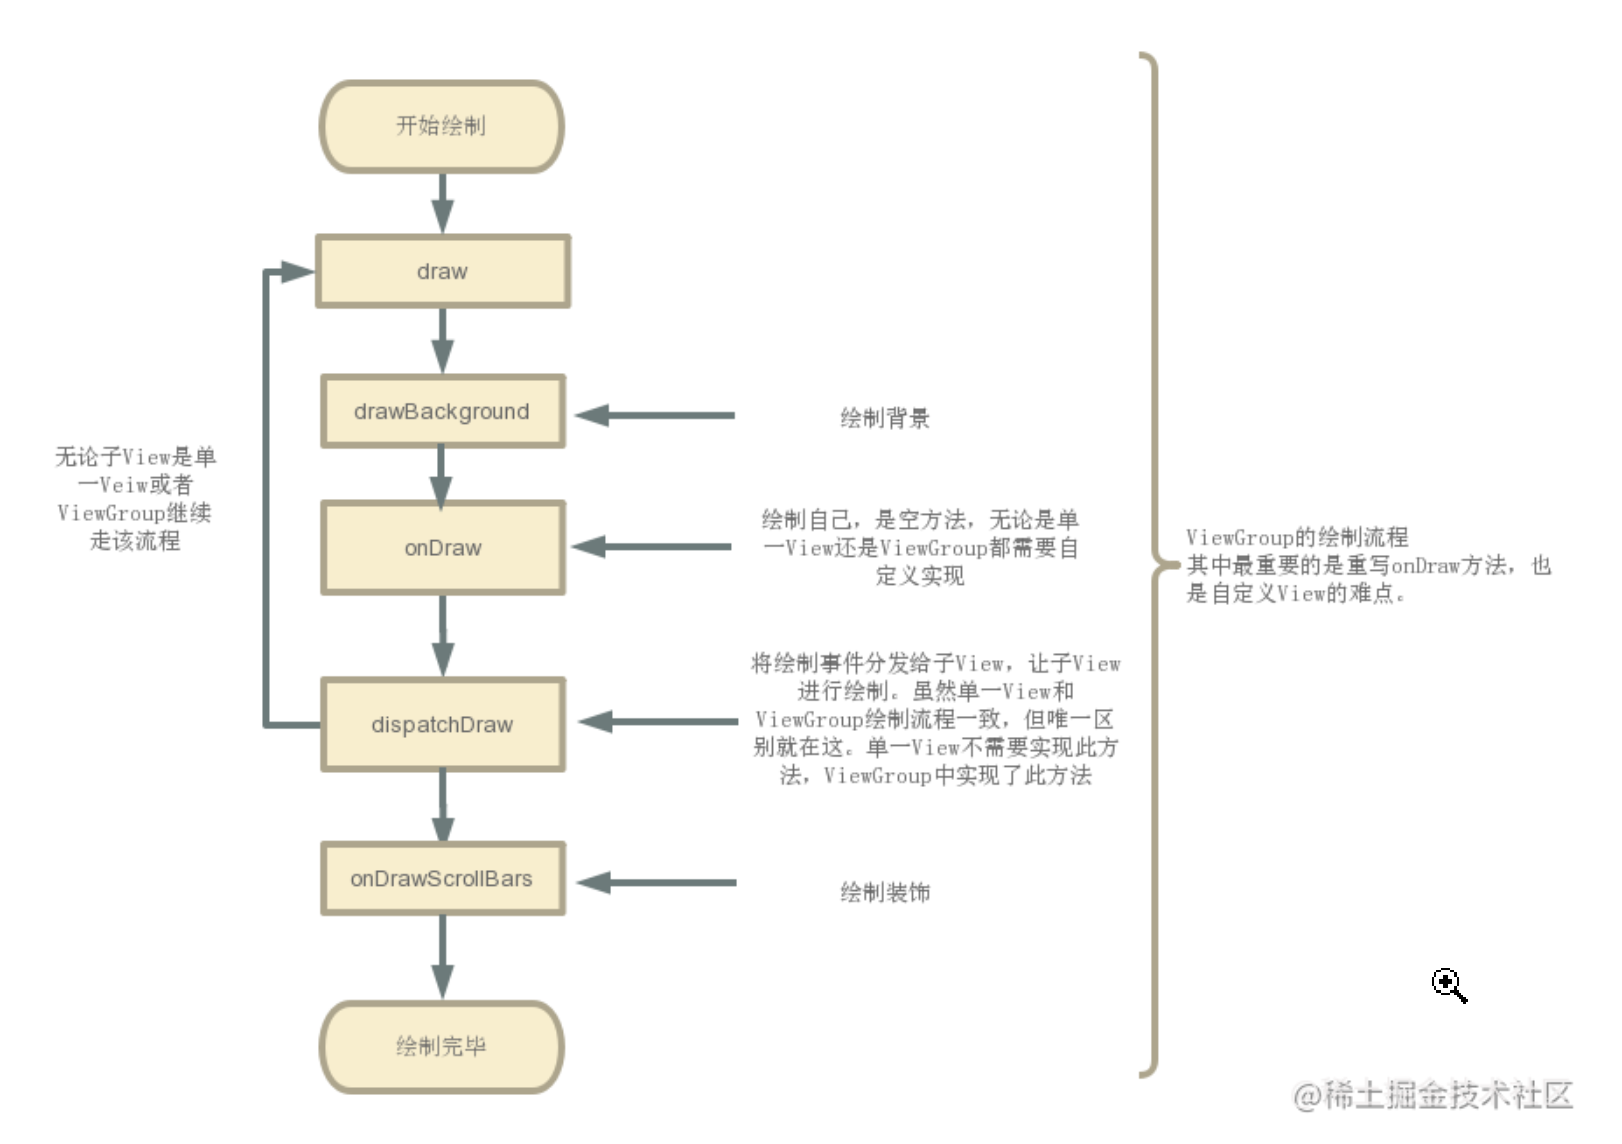 开始绘制
draw
drawBackground
绘制背景
无论子View是单
一Veiw或者
ViewGroup继续
走该流程
onDraw
绘制自己，是空方法，无论是单
一View还是ViewGroup都需要自
定义实现
ViewGroup的绘制流程
其中最重要的是重写onDraw方法，也
是自定义View的难点。
dispatchDraw
将绘制事件分发给子View，让子View
进行绘制。虽然单一View和
ViewGroup绘制流程一致，但唯一区
别就在这。单一View不需要实现此方
法，ViewGroup中实现了此方法
onDrawScrollBars
绘制装饰
绘制完毕
@稀土掘金技术社区